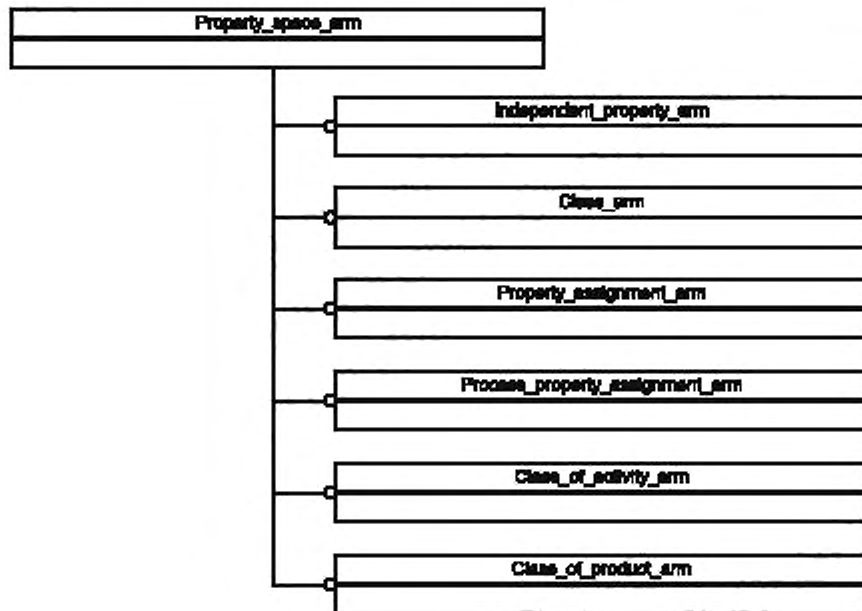 Property_space_arm
Independent_property_arm
Class_arm
Property_assignment_arm
Process_property_assignment_arm
Class_of_activity_arm
Class_of_product_arm